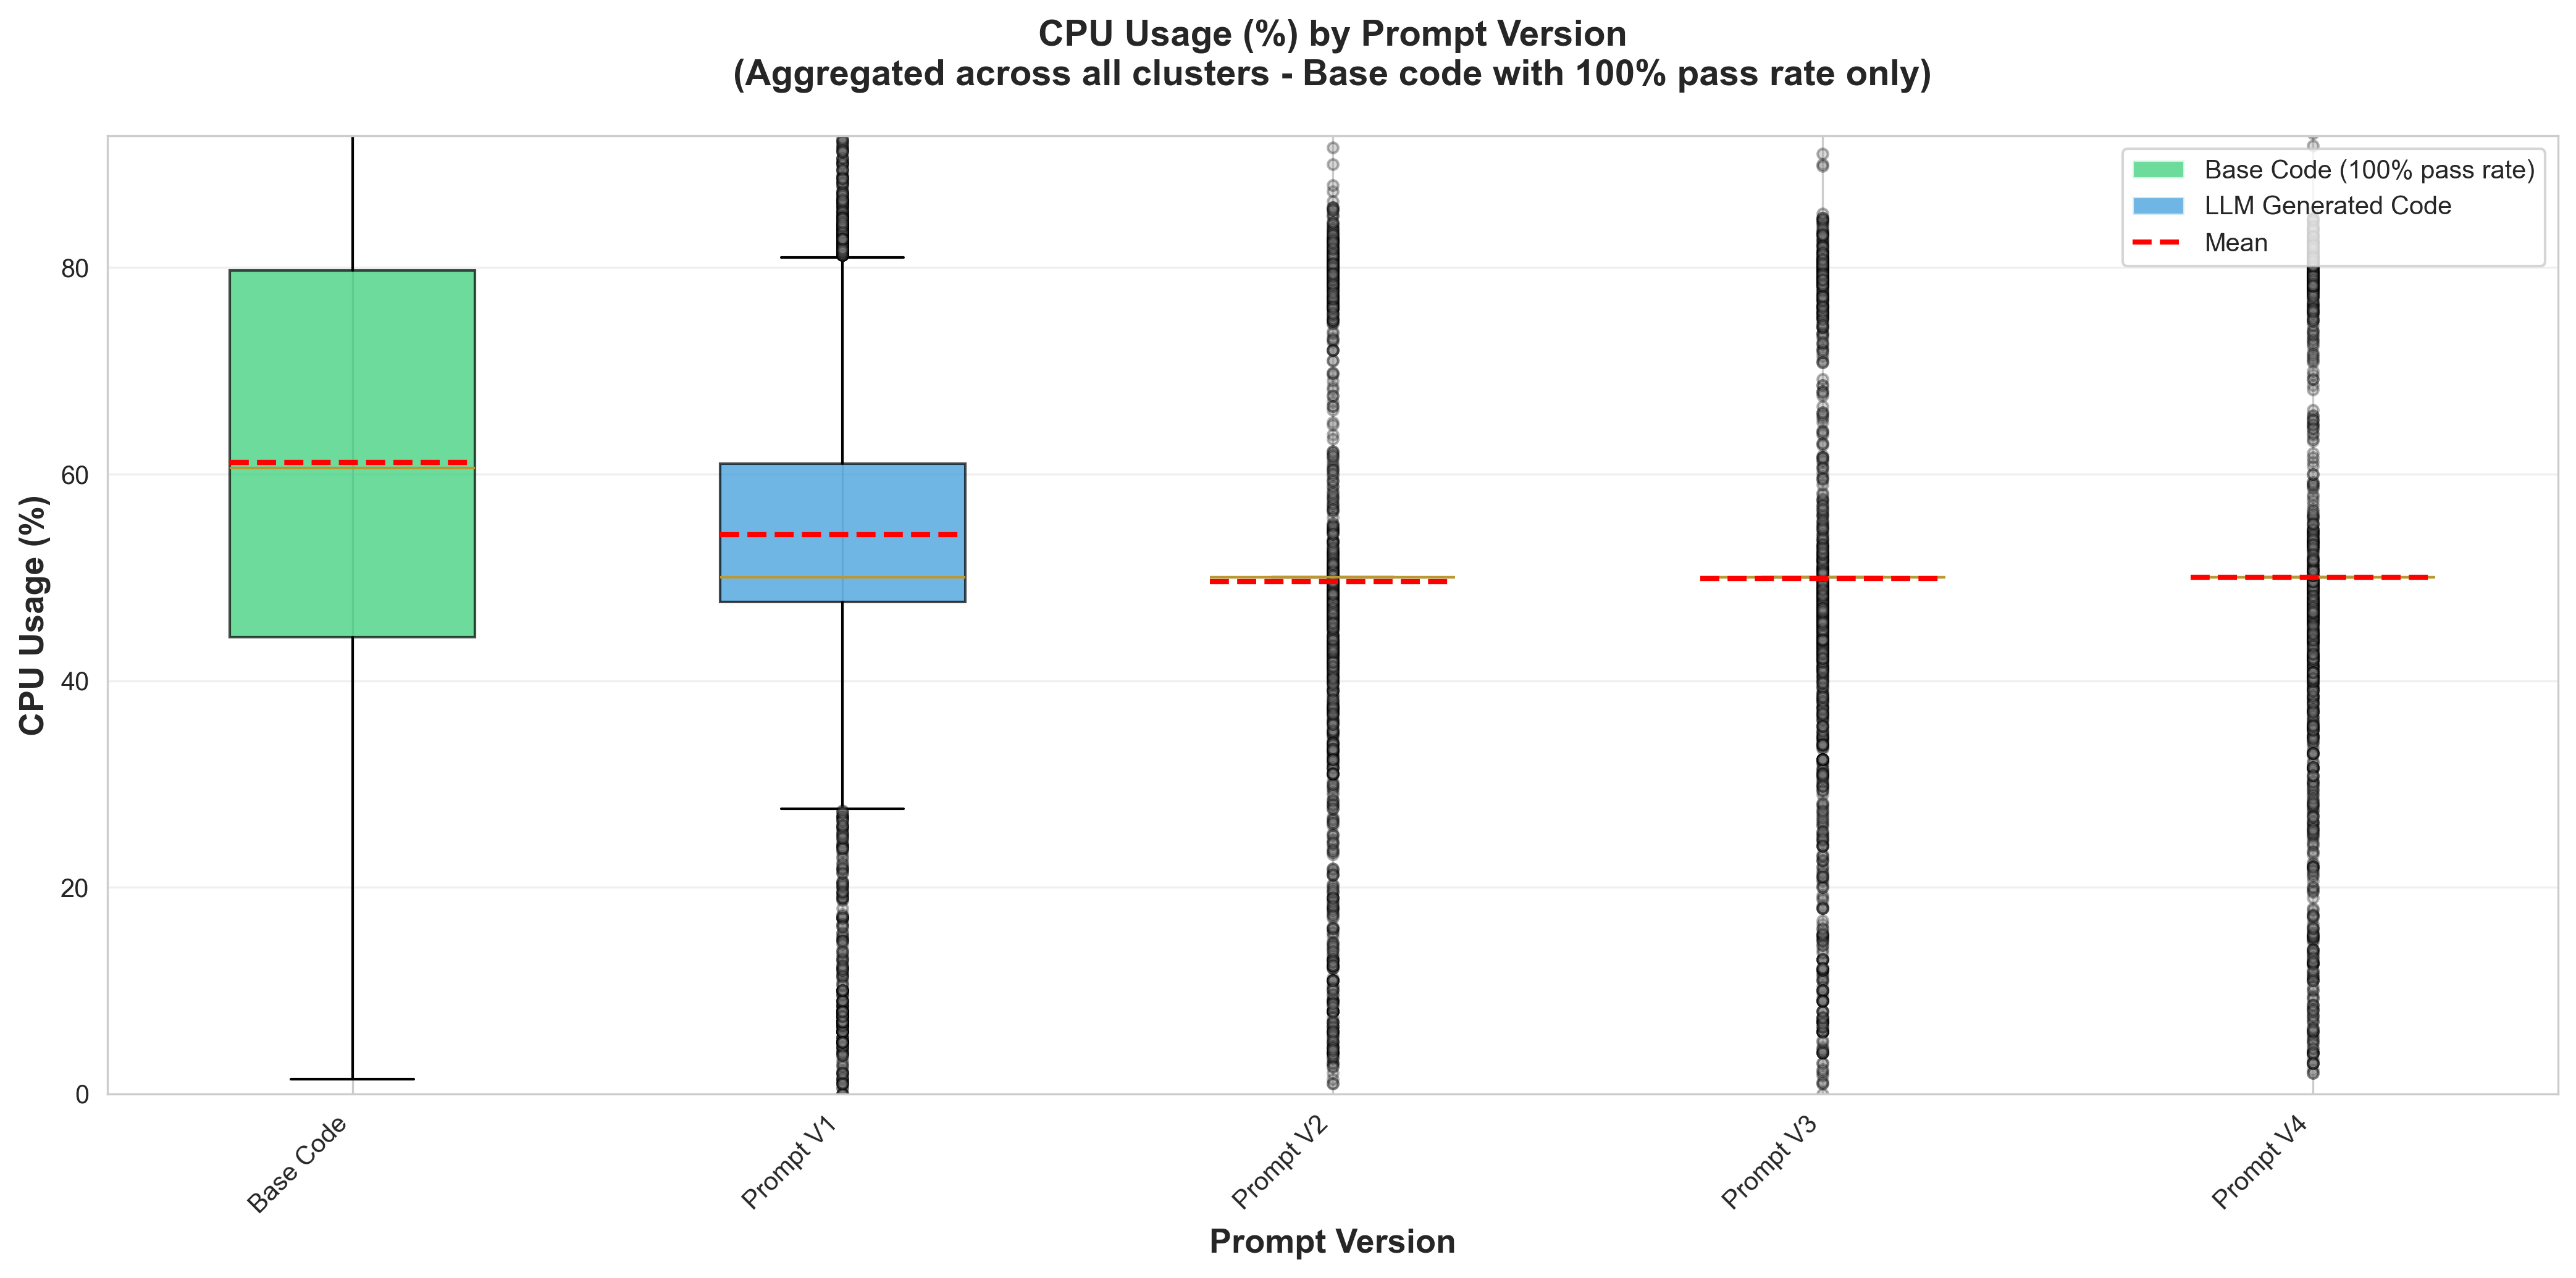 CPU Usage (%) by Prompt Version
(Aggregated across all clusters - Base code with 100% pass rate only)
Base Code (100% pass rate)
LLM Generated Code
Mean
CPU Usage (%)
80
60
40
20
0
Base Code
Prompt V1
Prompt V2
Prompt V3
Prompt V4
Prompt Version